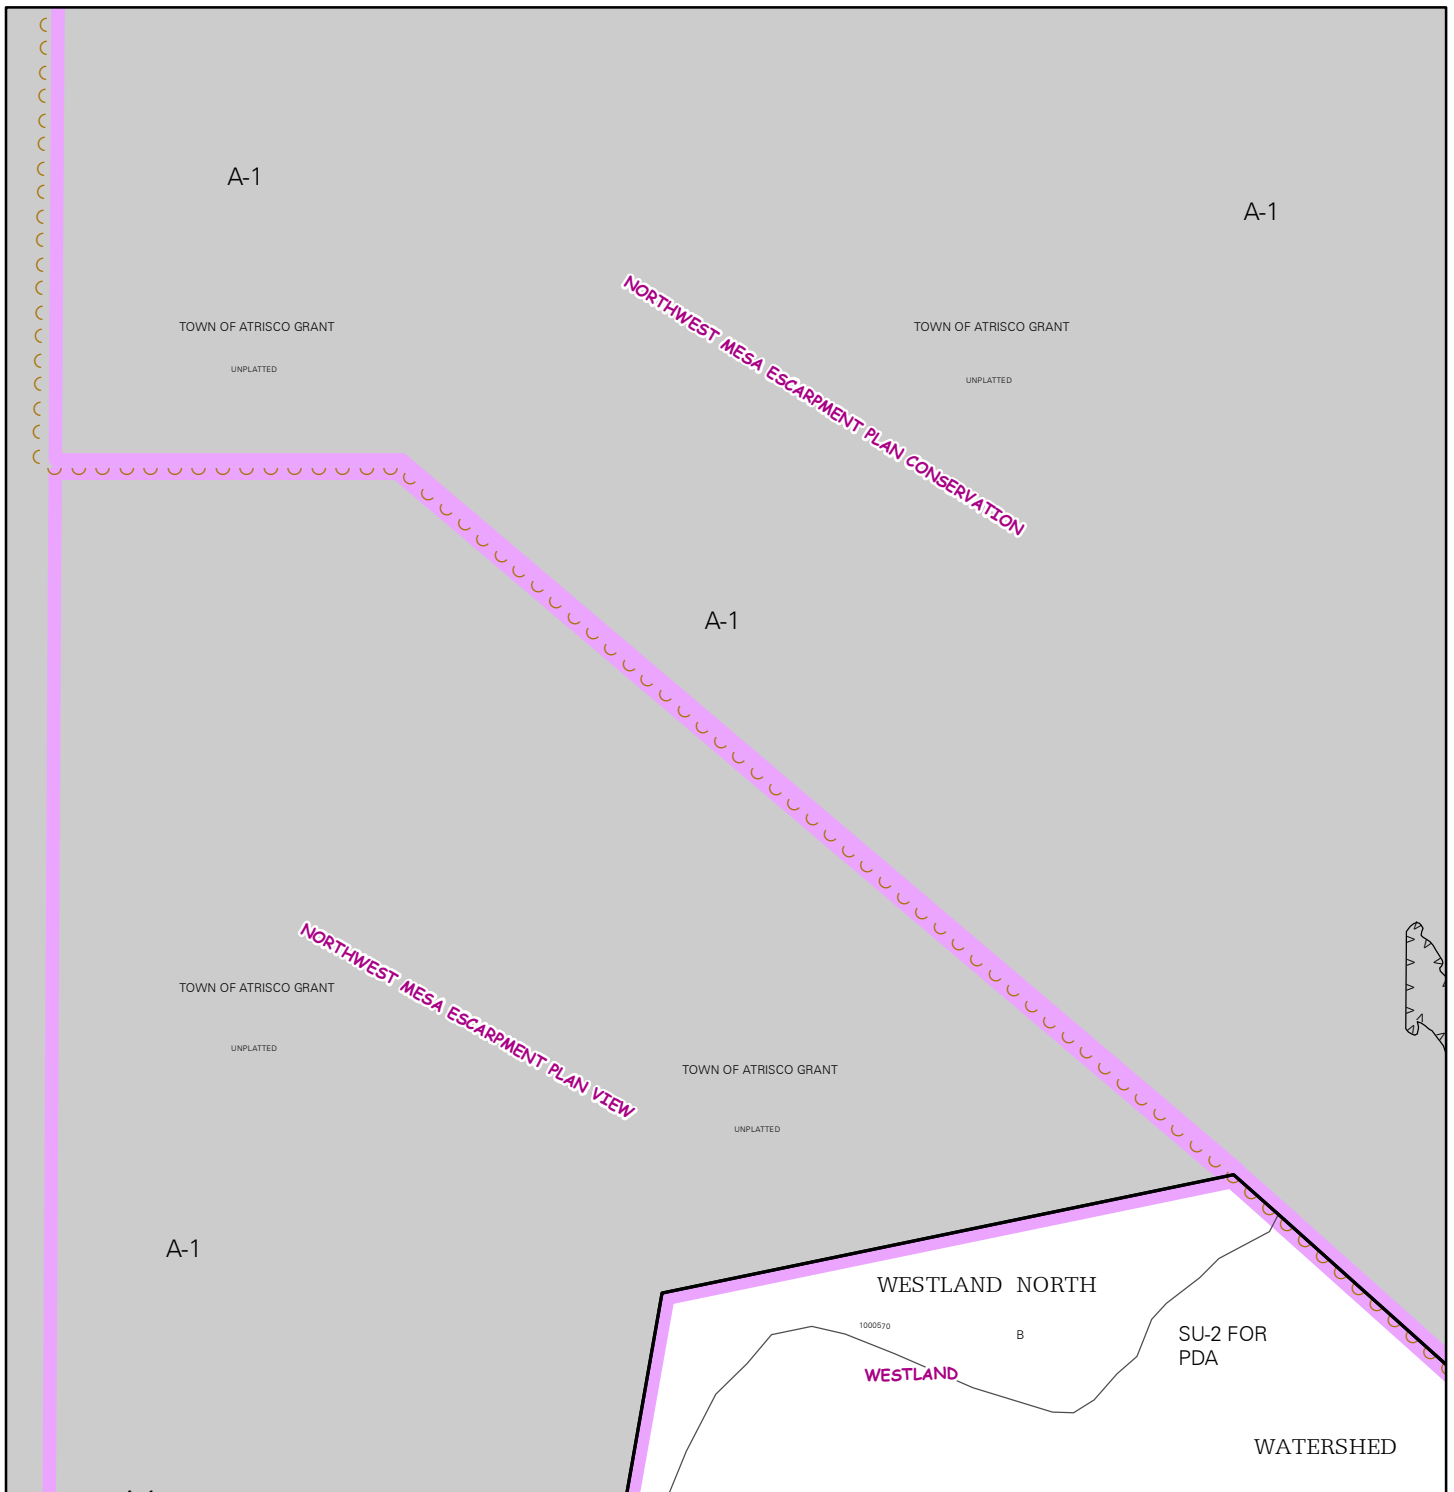 A-1
A-1
NORTHWEST MESA ESCARPMENT PLAN CONSERVATION
TOWN OF ATRISCO GRANT
UNPLATTED
TOWN OF ATRISCO GRANT
UNPLATTED
A-1
NORTHWEST MESA ESCARPMENT PLAN VIEW
TOWN OF ATRISCO GRANT
UNPLATTED
TOWN OF ATRISCO GRANT
UNPLATTED
A-1
WESTLAND NORTH
1000570
B
SU-2 FOR
PDA
WESTLAND
WATERSHED